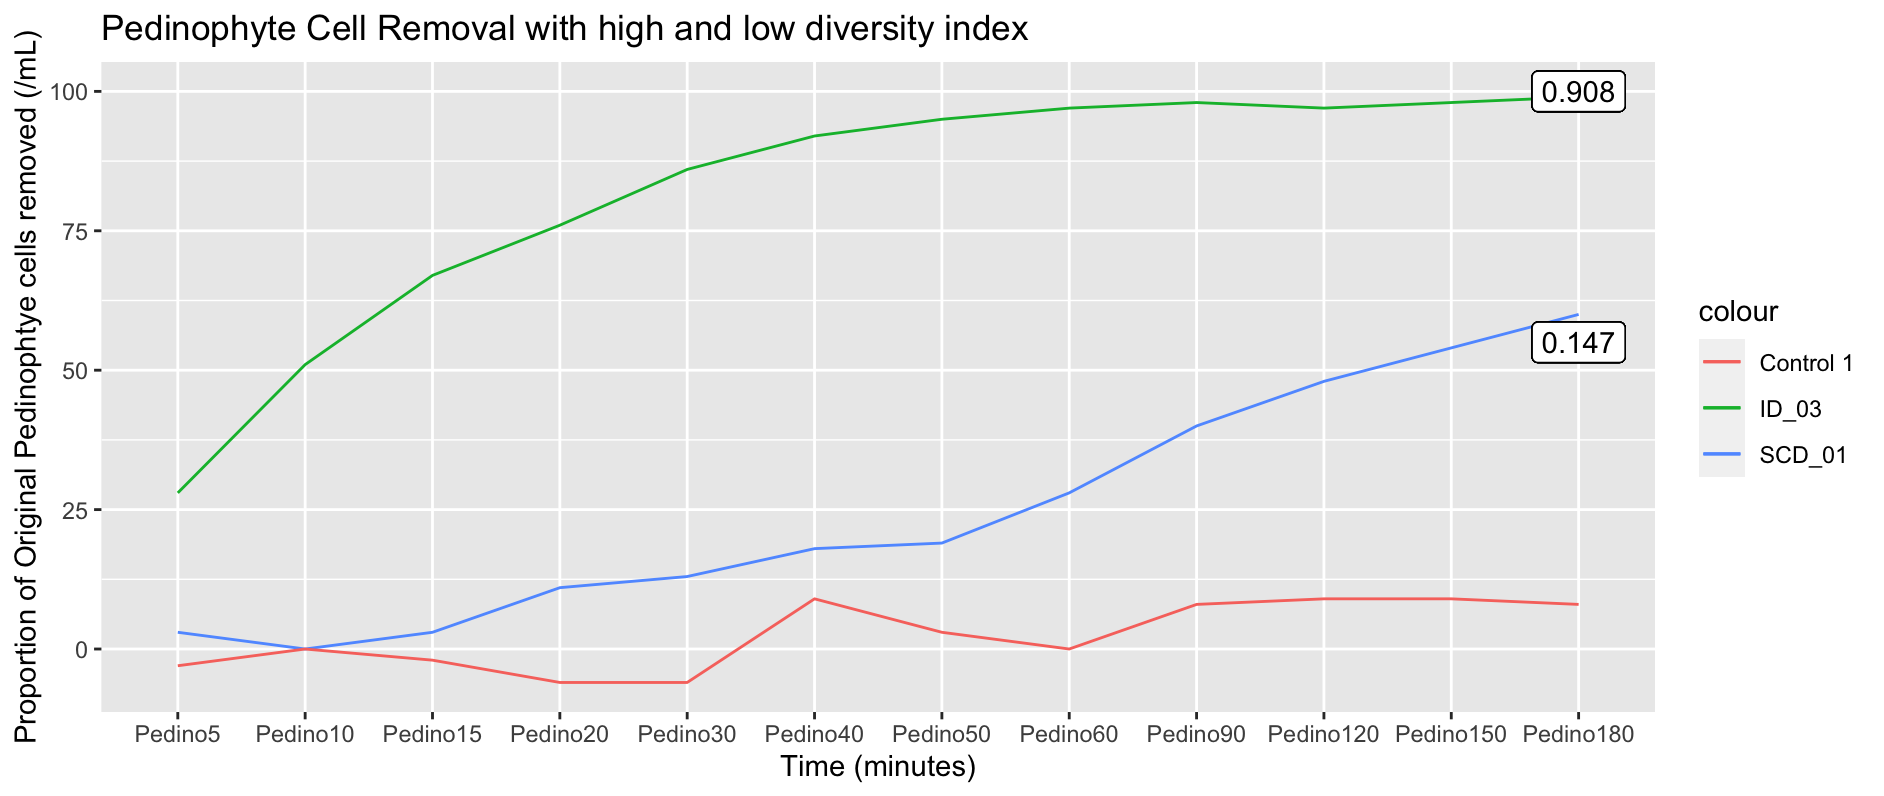 Pedinophyte Cell Removal with high and low diversity index
Proportion of Original Pedinophtye cells removed (/mL)
100
75
50
25
0
0.908
0.147
Pedino5 Pedino10 Pedino15 Pedino20 Pedino30 Pedino40 Pedino50 Pedino60 Pedino90 Pedino120 Pedino150 Pedino180
Time (minutes)
colour
Control 1
ID_03
SCD_01